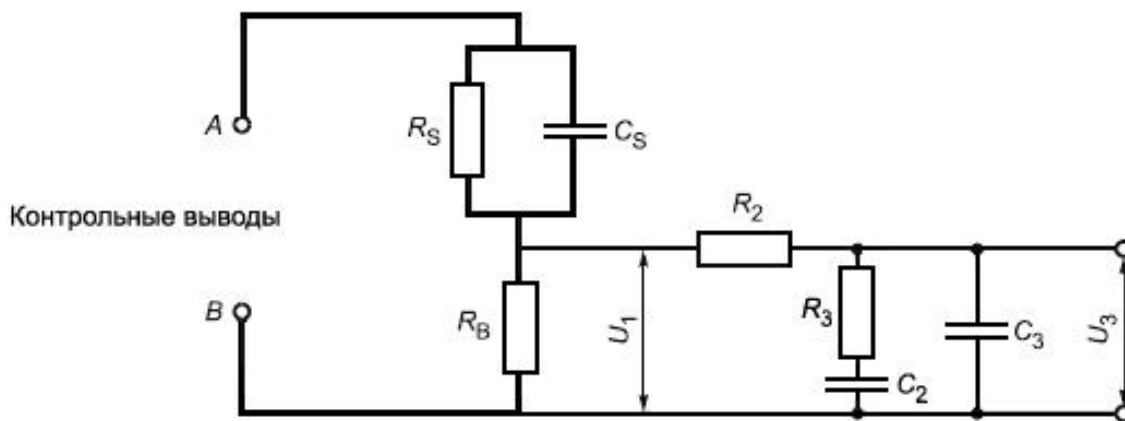 A
R_S
C_S
Контрольные выводы
R_2
B
R_B
U_1
R_3
C_3
U_3
C_2